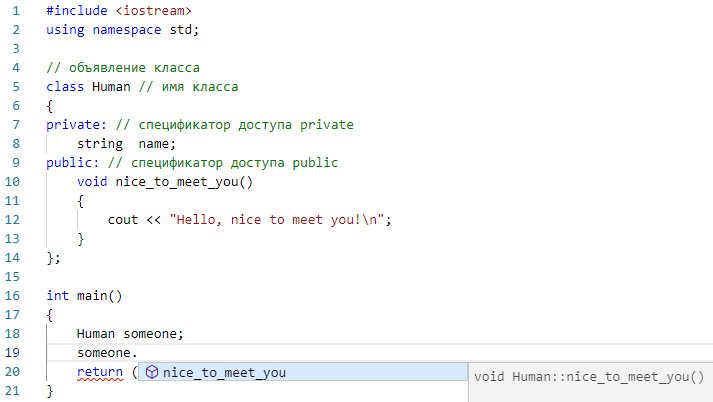 1 #include <iostream>
2 using namespace std;
3
4 // объявление класса
5 class Human // имя класса
6 {
7 private: // спецификатор доступа private
8 string  name;
9 public: // спецификатор доступа public
10 void nice_to_meet_you()
11 {
12 cout << "Hello, nice to meet you!\n";
13 }
14 };
15
16 int main()
17 {
18 Human someone;
19 someone.
20 return ( nice_to_meet_you void Human::nice_to_meet_you()
21 }